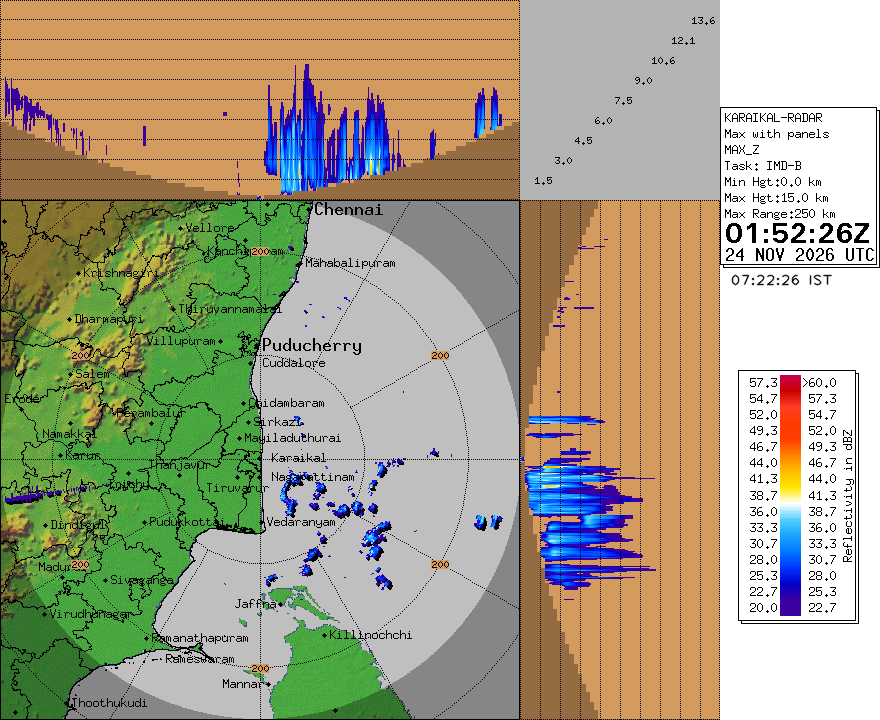 13.6
12.1
10.6
9.0
7.5
6.0
4.5
3.0
1.5
KARAIKAL-RADAR
Max with panels
MAX_Z
Task: IMD-B
Min Hgt:0.0 km
Max Hgt:15.0 km
Max Range:250 km
01:52:26Z
24 NOV 2026 UTC
07:22:26 IST
Chennai
Vellore
200
Mahabalipuram
Krishnagiri
Thiruvannamalai
Dharmapuri
Villupuram
Puducherry
200
200
Cuddalore
Salem
Erode
Chidambaram
Perambalur
Sirkazi
Namakkal
Mayiladuthurai
Karur
Karaikal
Thanjavur
Nagapattinam
Tiruvarur
Dindigul
Pudukkottai
Vedaranyam
200
200
Madurai
Sivaganga
Jaffna
Virudhunagar
Ramanathapuram
Killinochchi
Rameswaram
200
Mannar
Thoothukudi
57.3 >60.0
54.7 57.3
52.0 54.7
49.3 52.0
46.7 49.3
44.0 46.7
41.3 44.0
38.7 41.3
36.0 38.7
33.3 36.0
30.7 33.3
28.0 30.7
25.3 28.0
22.7 25.3
20.0 22.7
Reflectivity in dBZ